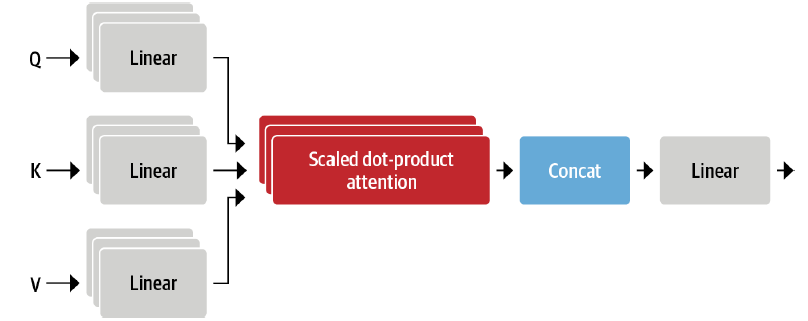 Q
Linear
K
Linear
V
Linear
Scaled dot-product
attention
Concat
Linear